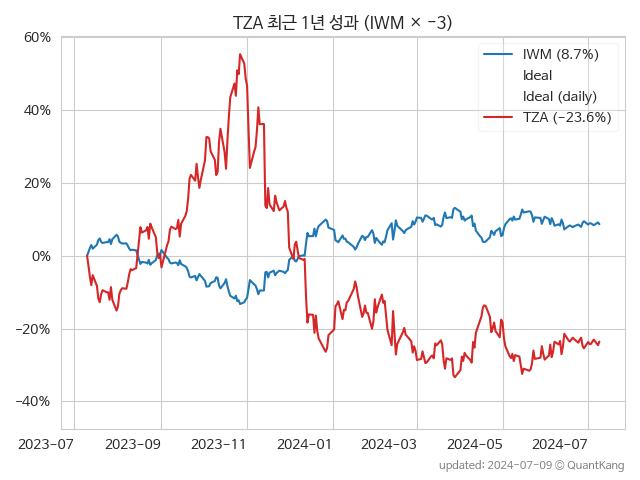 TZA 최근 1년 성과 (IWM × −3)
60%
40%
20%
0%
−20%
−40%
IWM (8.7%)
Ideal
Ideal (daily)
TZA (−23.6%)
2023−07
2023−09
2023−11
2024−01
2024−03
2024−05
2024−07
updated: 2024−07−09 © QuantKang